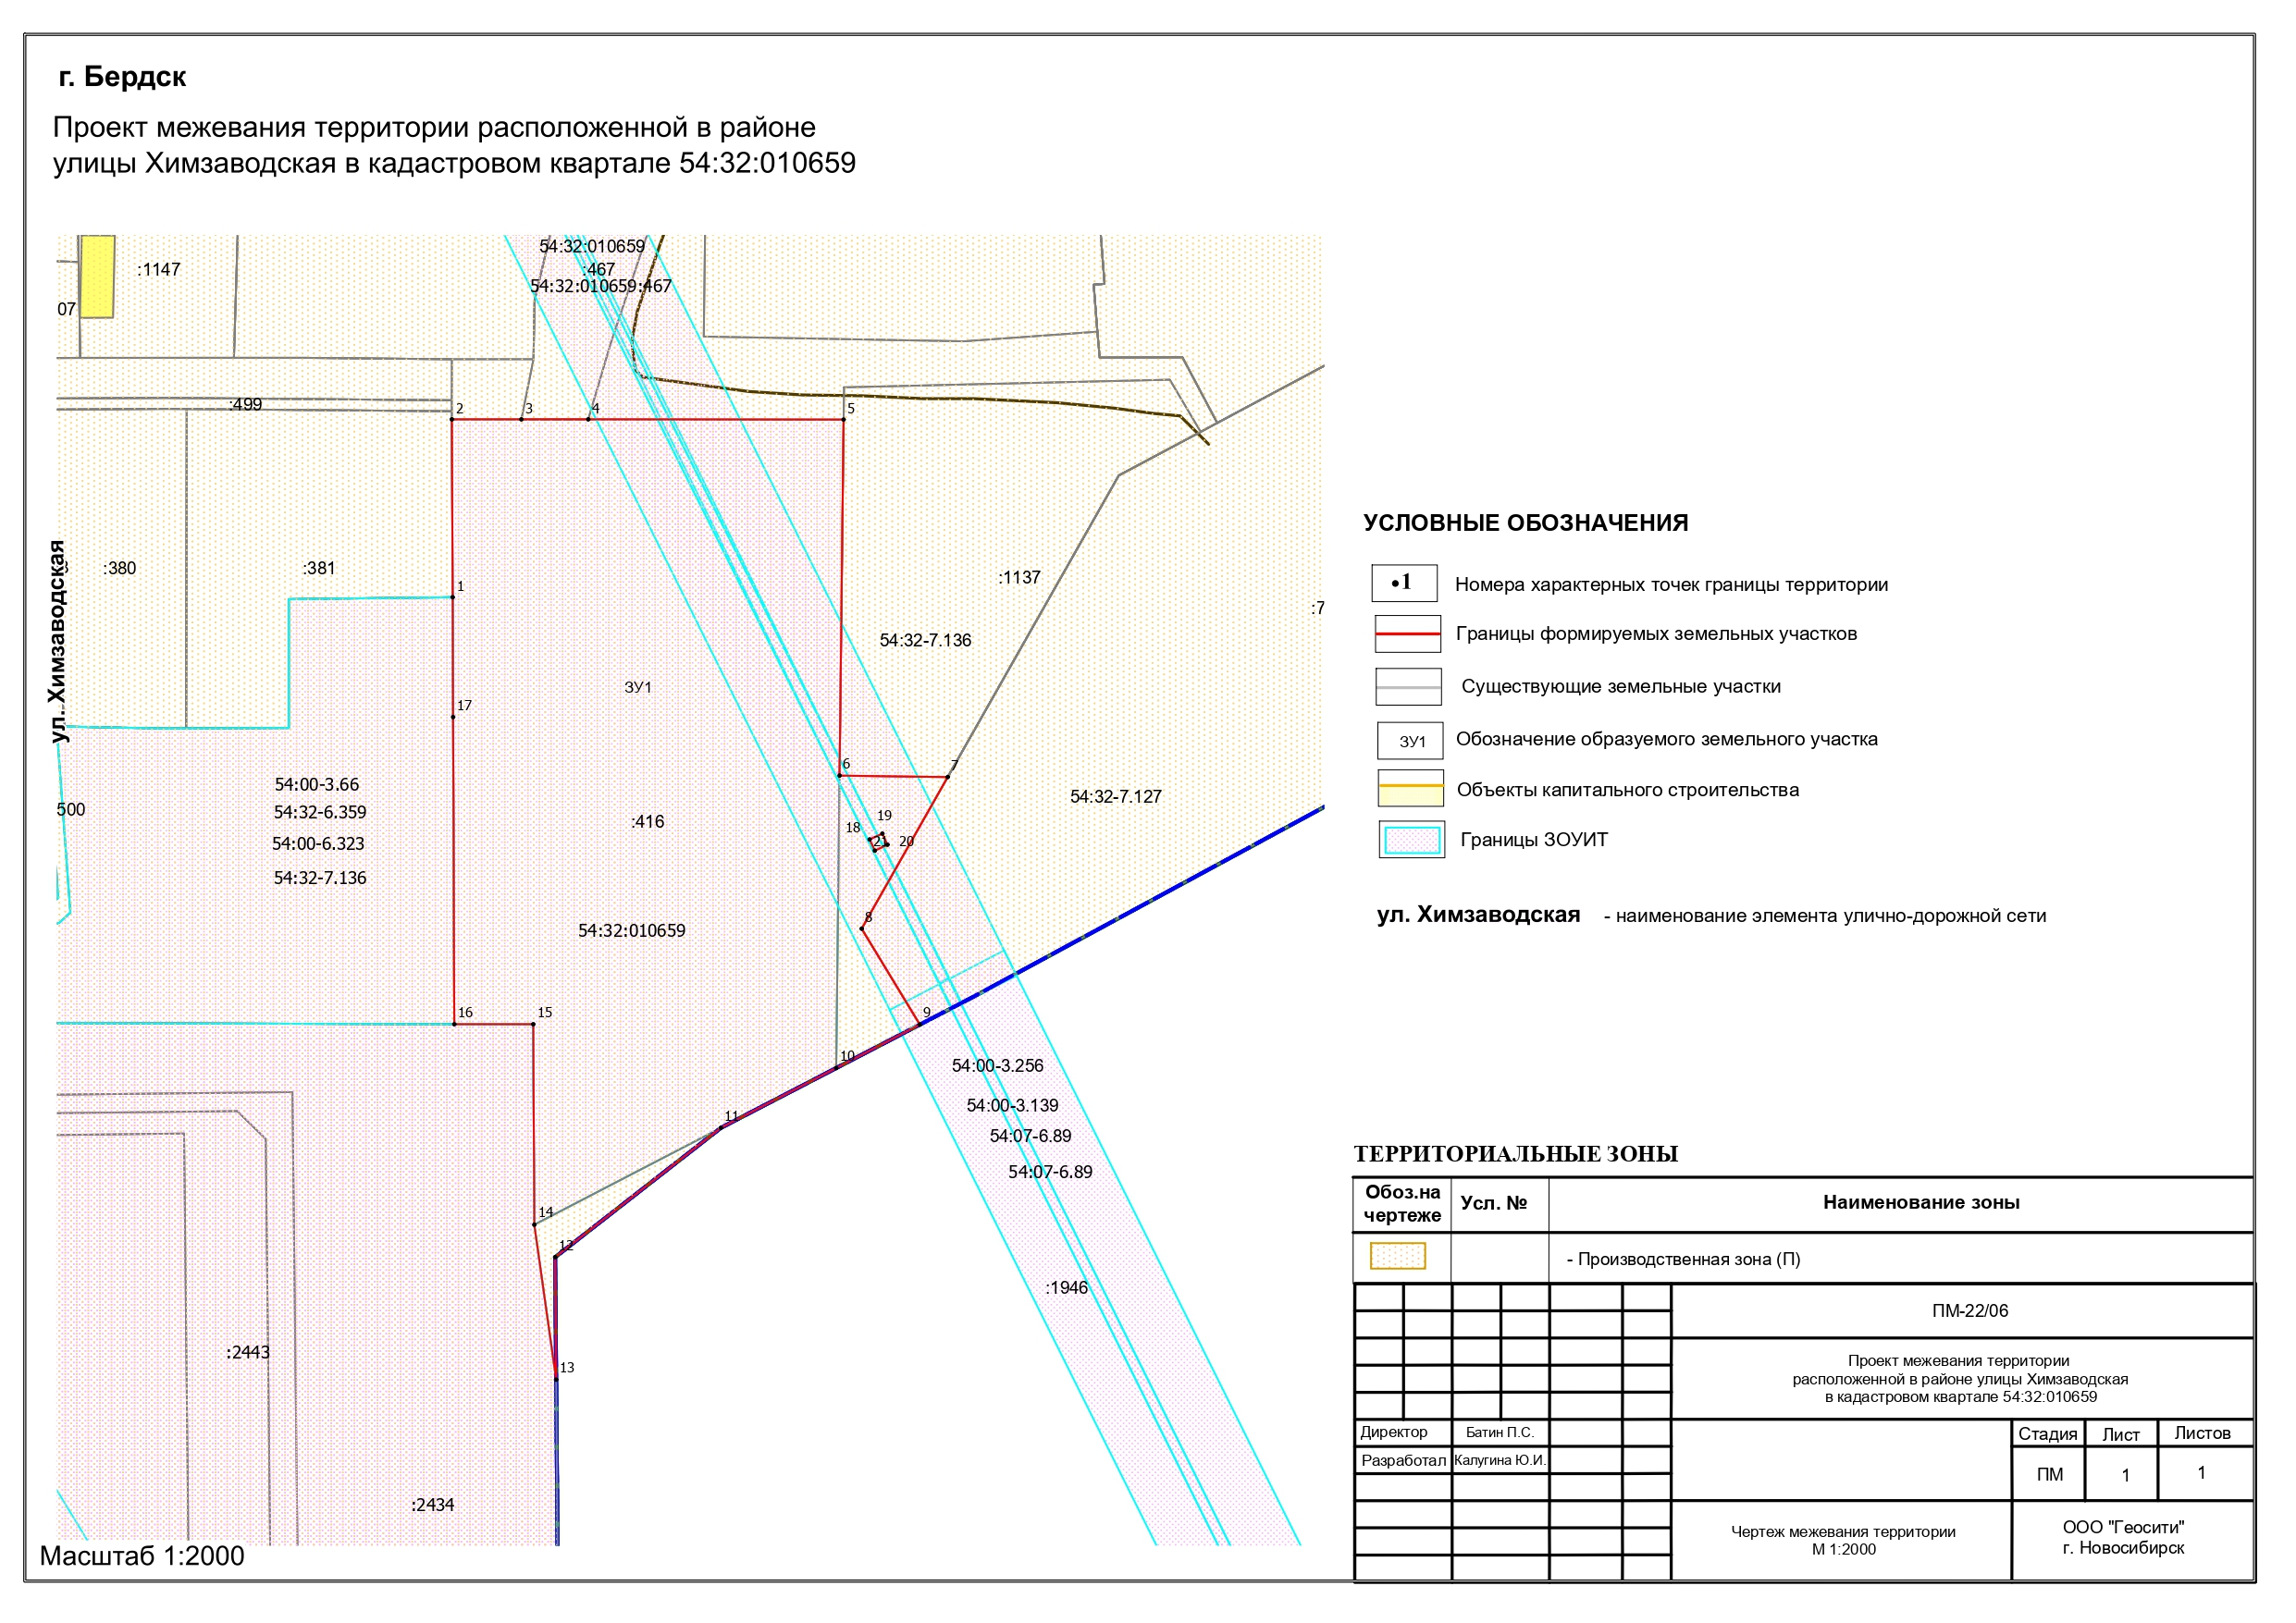 г. Бердск
Проект межевания территории расположенной в районе
улицы Химзаводская в кадастровом квартале 54:32:010659
54:32:010659
:467
54:32:010659:467
:1147
07
:499
2
3
4
5
:380
:381
1
:1137
:7
54:32-7.136
ул. Химзаводская
ЗУ1
17
6
7
54:32-7.127
54:00-3.66
54:32-6.359
54:00-6.323
54:32-7.136
500
:416
18
19
20
21
8
54:32:010659
16
15
9
10
11
54:00-3.256
54:00-3.139
54:07-6.89
54:07-6.89
14
12
13
:1946
:2443
:2434
Масштаб 1:2000
УСЛОВНЫЕ ОБОЗНАЧЕНИЯ
•1 Номера характерных точек границы территории
Границы формируемых земельных участков
Существующие земельные участки
ЗУ1 Обозначение образуемого земельного участка
Объекты капитального строительства
Границы ЗОУИТ
ул. Химзаводская - наименование элемента улично-дорожной сети
ТЕРРИТОРИАЛЬНЫЕ ЗОНЫ
Обоз.на
чертеже
Усл. №
Наименование зоны
- Производственная зона (П)
ПМ-22/06
Проект межевания территории
расположенной в районе улицы Химзаводская
в кадастровом квартале 54:32:010659
Директор Батин П.С.
Разработал Калугина Ю.И.
Стадия Лист Листов
ПМ 1 1
Чертеж межевания территории
М 1:2000
ООО "Геосити"
г. Новосибирск